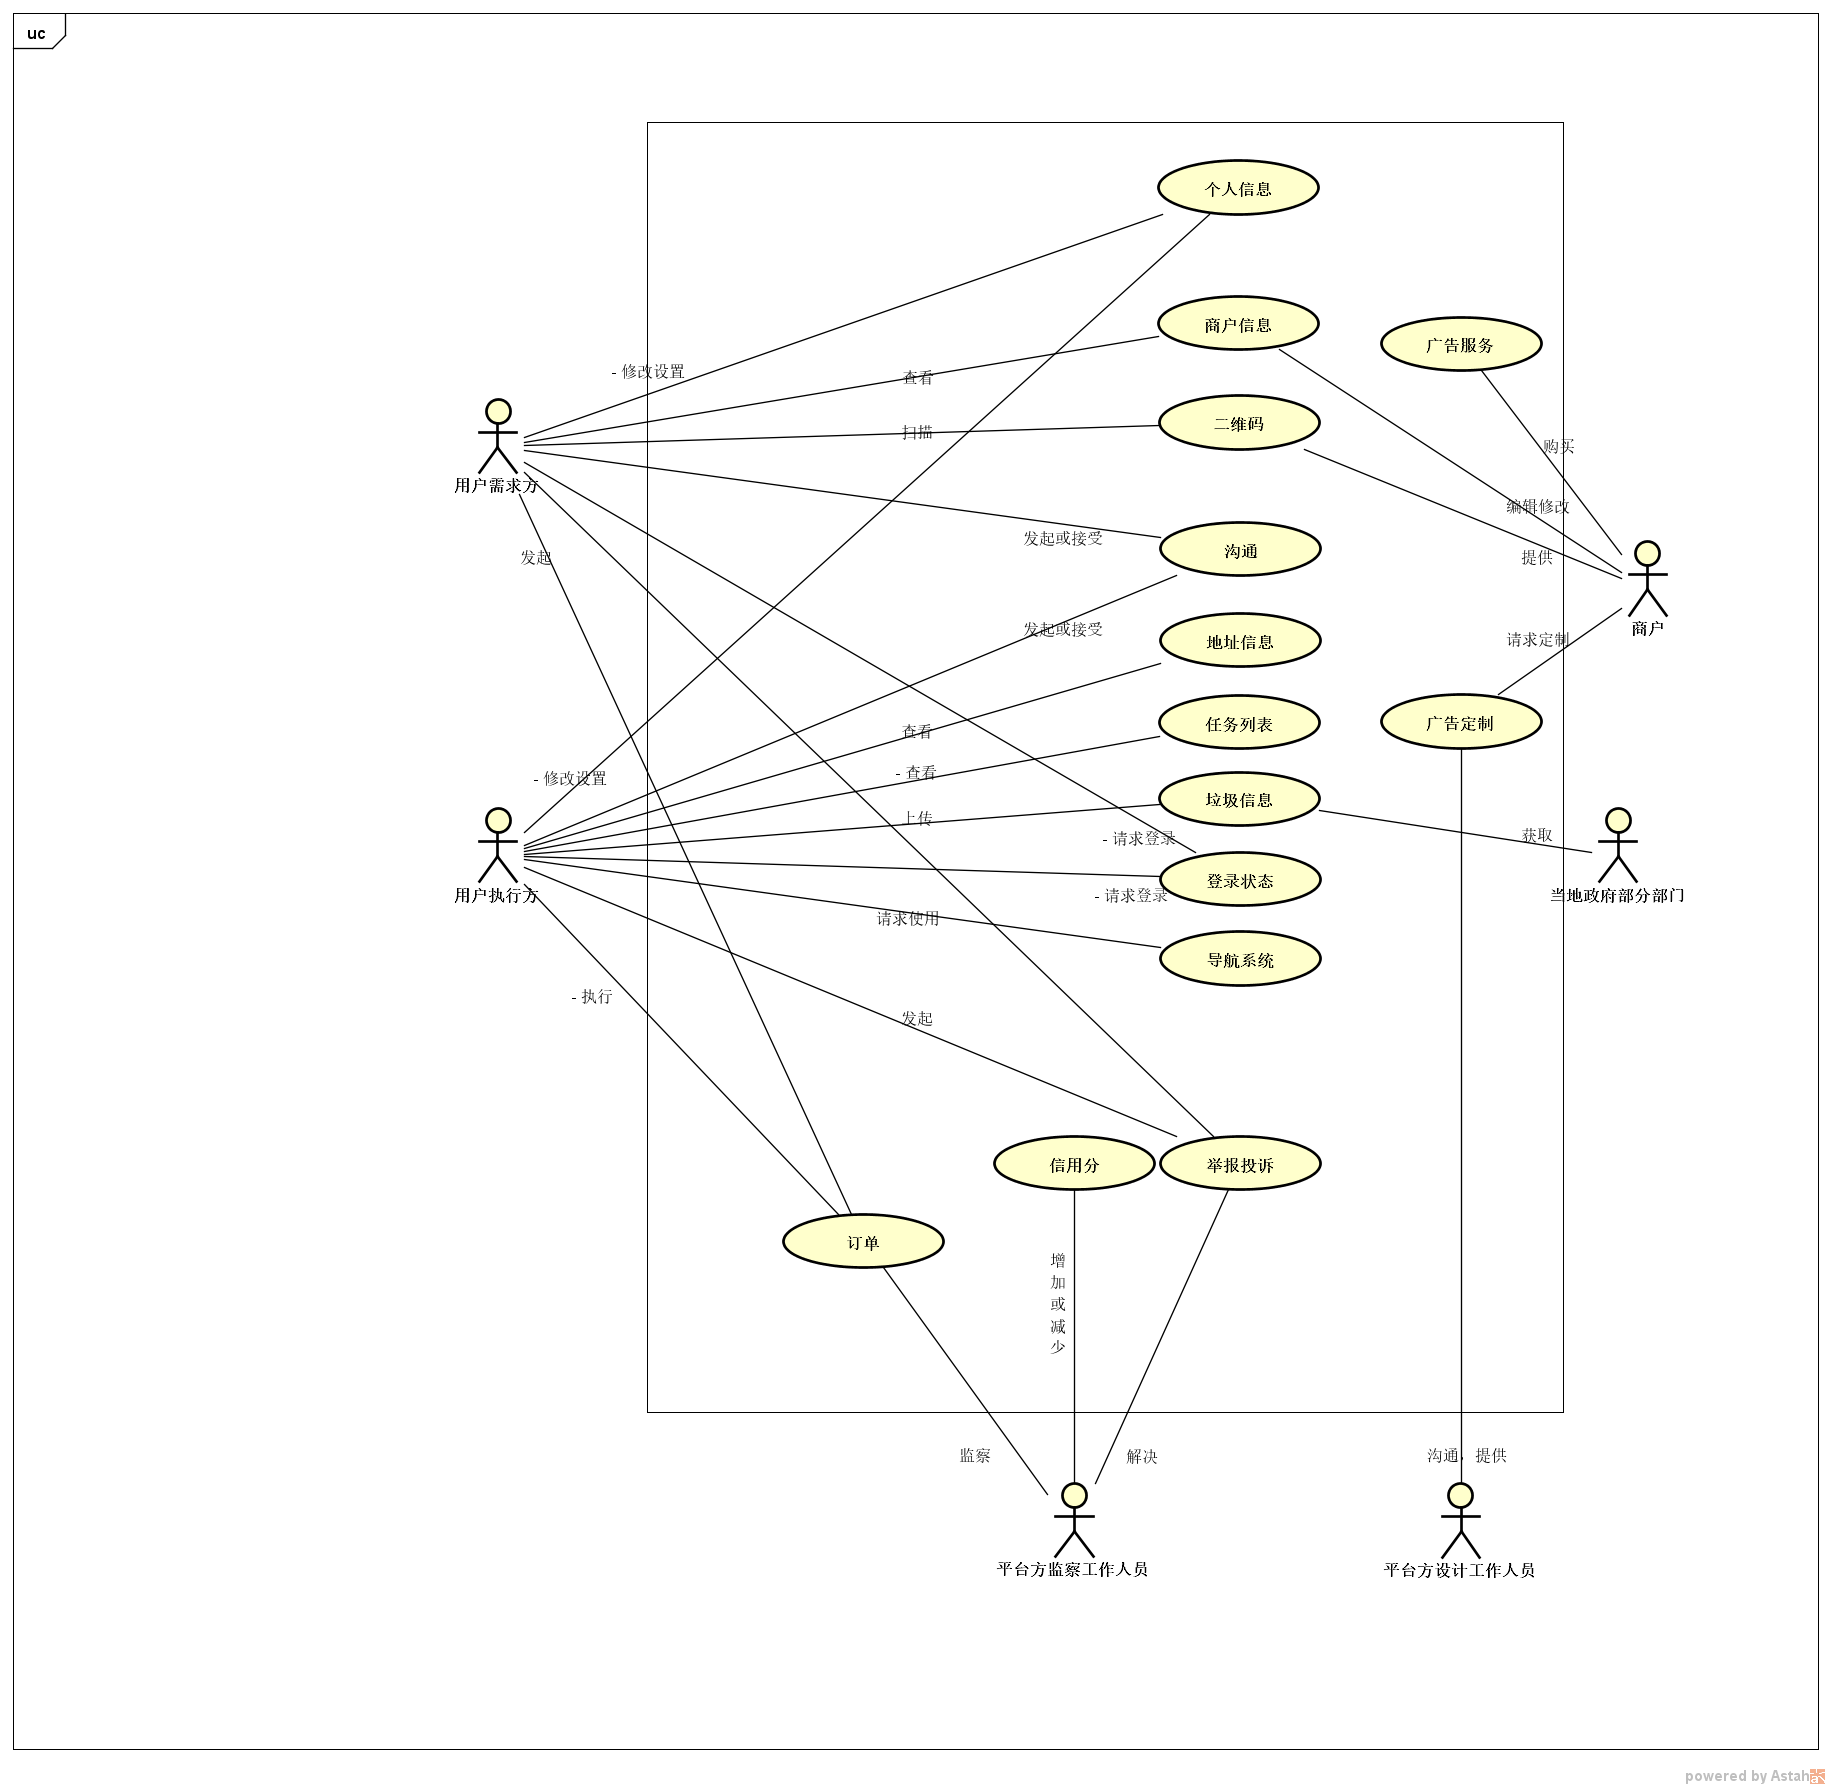 uc
个人信息
商户信息
广告服务
- 修改设置
查看
二维码
扫描
购买
用户需求方
编辑修改
发起或接受
沟通
发起
提供
发起或接受
商户
地址信息
请求定制
任务列表
广告定制
查看
- 查看
- 修改设置
垃圾信息
上传
- 请求登录
获取
登录状态
用户执行方
- 请求登录
当地政府部分部门
请求使用
导航系统
- 执行
发起
信用分
举报投诉
订单
增
加
或
减
少
监察
解决
沟通，提供
平台方监察工作人员
平台方设计工作人员
powered by Astah